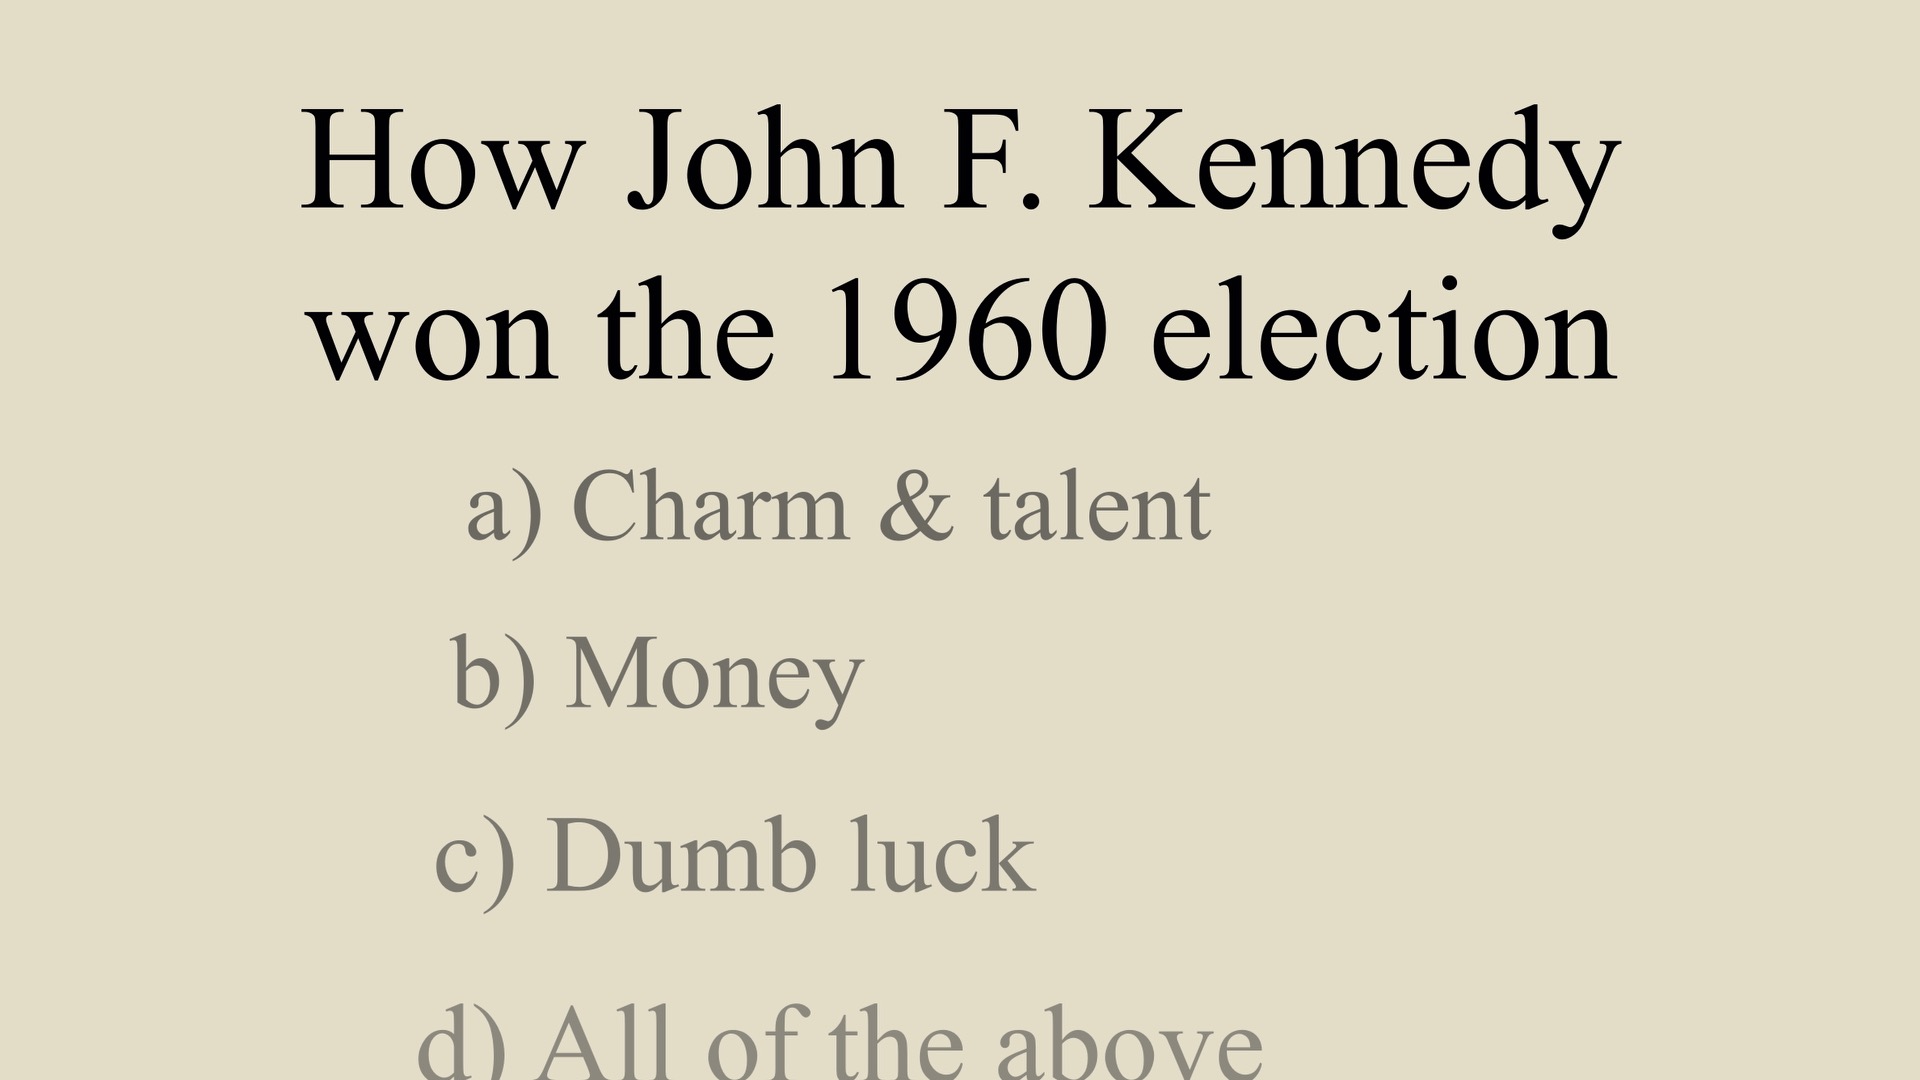 How John F. Kennedy
won the 1960 election
a) Charm & talent
b) Money
c) Dumb luck
d) All of the above